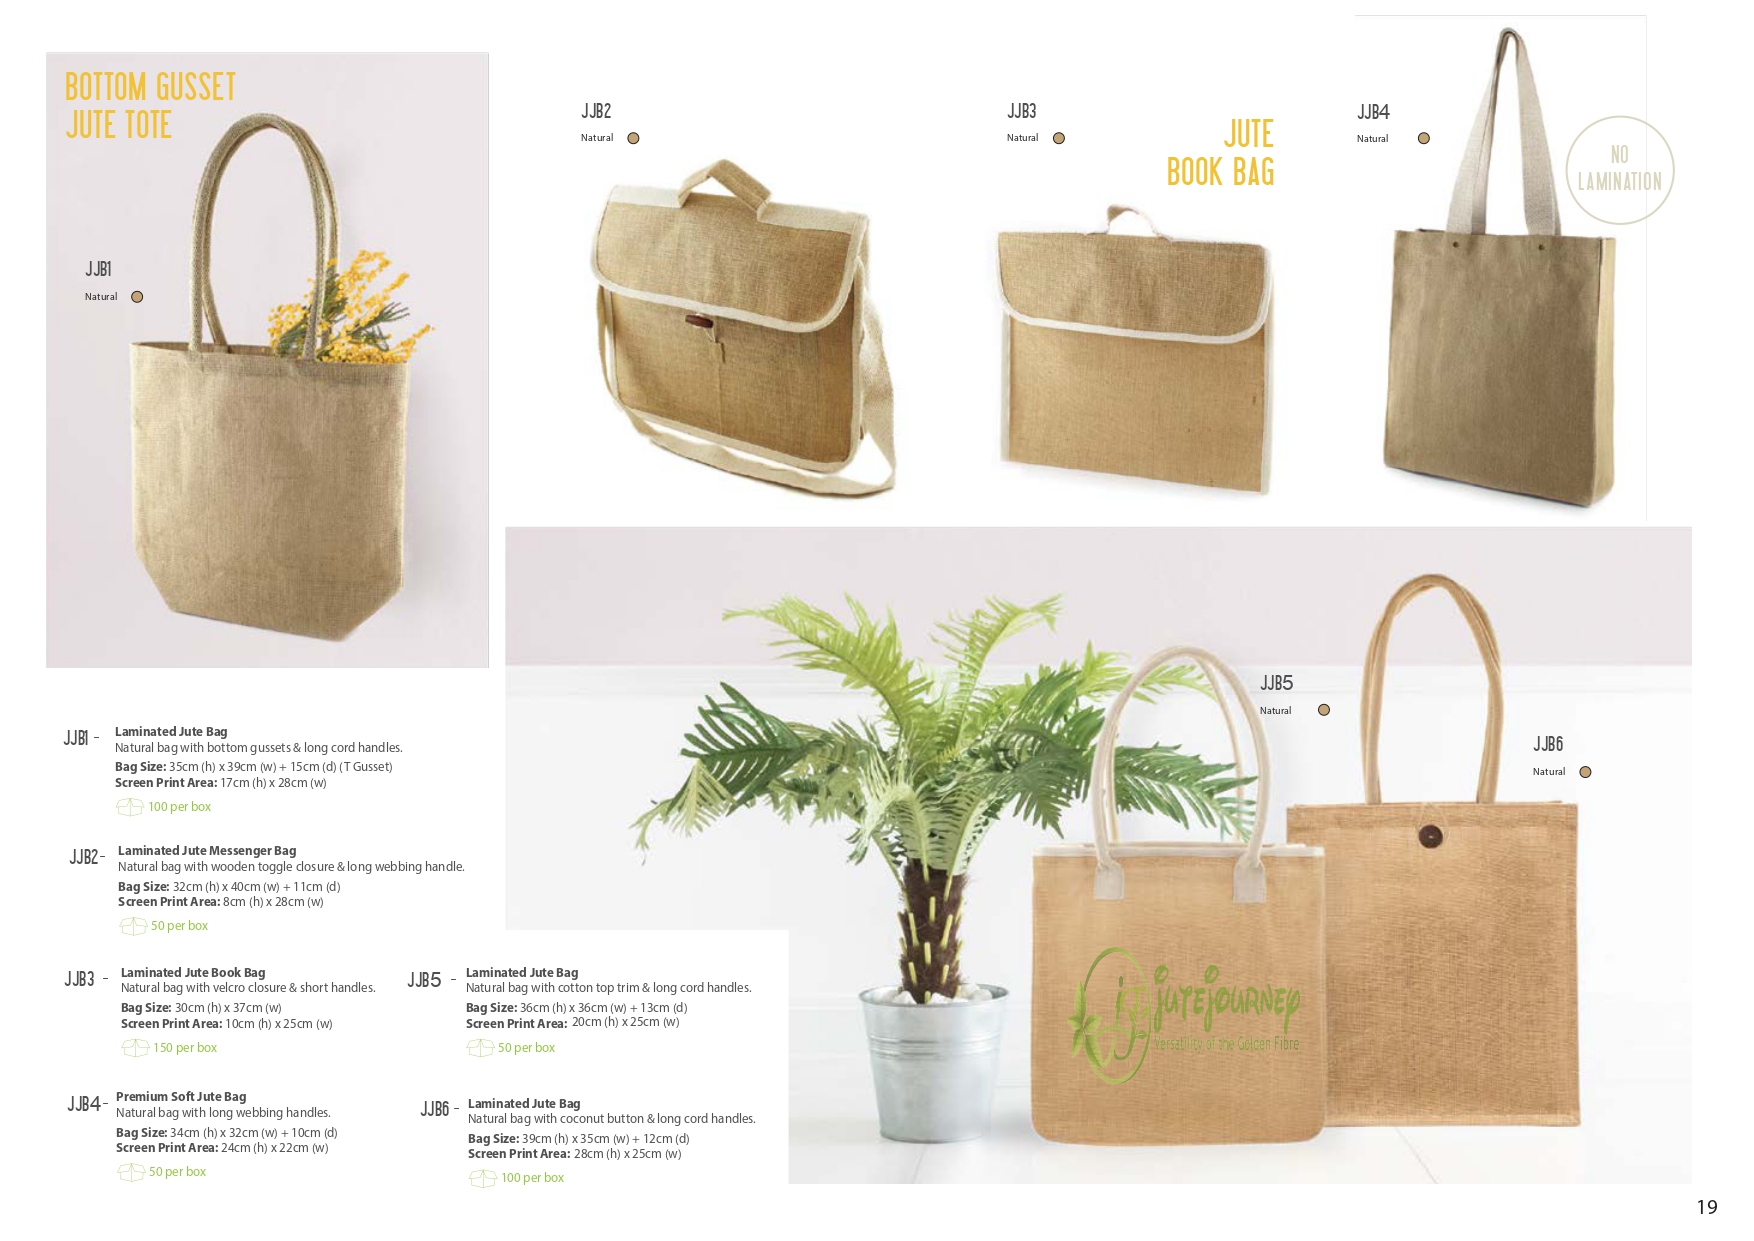 BOTTOM GUSSET
JUTE TOTE
JJB1
Natural
JJB2
Natural
JJB3
Natural
JUTE
BOOK BAG
JJB4
Natural
NO
LAMINATION
JJB5
Natural
JJB6
Natural
jutejourney
Versatility of the Golden Fibre
JJB1 - Laminated Jute Bag
Natural bag with bottom gussets & long cord handles.
Bag Size: 35cm (h) x 39cm (w) + 15cm (d) (T Gusset)
Screen Print Area: 17cm (h) x 28cm (w)
100 per box
JJB2- Laminated Jute Messenger Bag
Natural bag with wooden toggle closure & long webbing handle.
Bag Size: 32cm (h) x 40cm (w) + 11cm (d)
Screen Print Area: 8cm (h) x 28cm (w)
50 per box
JJB3 - Laminated Jute Book Bag
Natural bag with velcro closure & short handles.
Bag Size: 30cm (h) x 37cm (w)
Screen Print Area: 10cm (h) x 25cm (w)
150 per box
JJB4- Premium Soft Jute Bag
Natural bag with long webbing handles.
Bag Size: 34cm (h) x 32cm (w) + 10cm (d)
Screen Print Area: 24cm (h) x 22cm (w)
50 per box
JJB5 - Laminated Jute Bag
Natural bag with cotton top trim & long cord handles.
Bag Size: 36cm (h) x 36cm (w) + 13cm (d)
Screen Print Area: 20cm (h) x 25cm (w)
50 per box
JJB6 - Laminated Jute Bag
Natural bag with coconut button & long cord handles.
Bag Size: 39cm (h) x 35cm (w) + 12cm (d)
Screen Print Area: 28cm (h) x 25cm (w)
100 per box
19